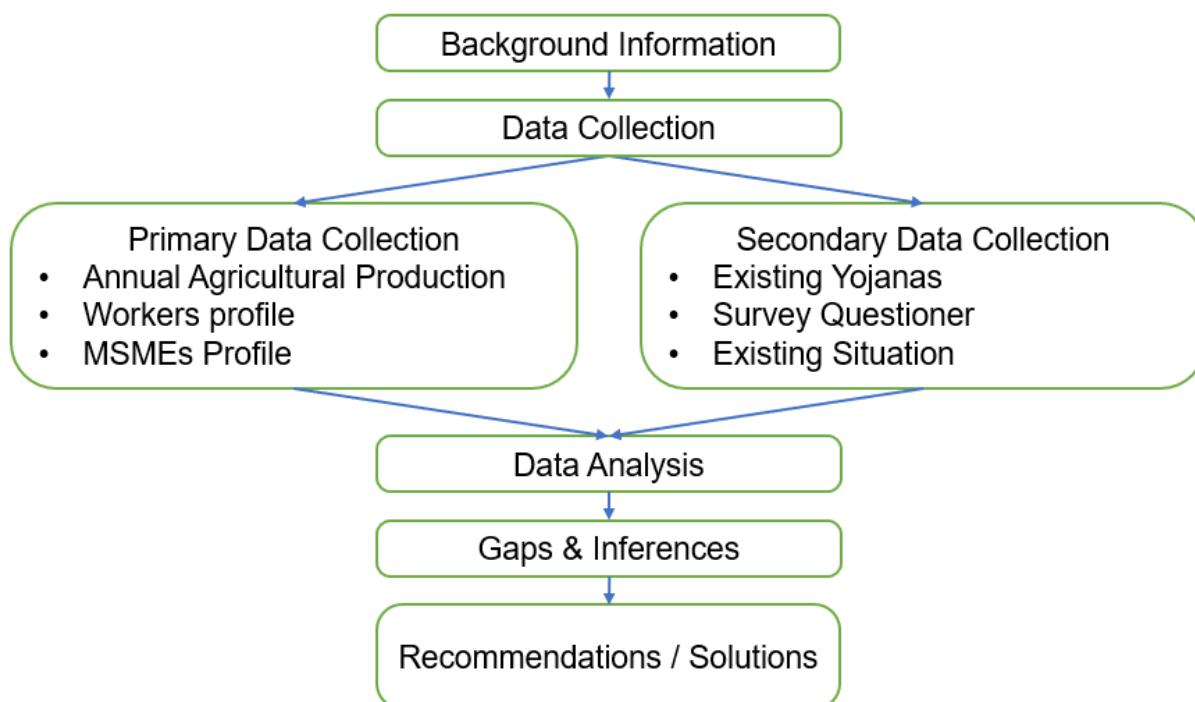 Background Information
Data Collection
Primary Data Collection
• Annual Agricultural Production
• Workers profile
• MSMEs Profile
Secondary Data Collection
• Existing Yojanas
• Survey Questioner
• Existing Situation
Data Analysis
Gaps & Inferences
Recommendations / Solutions